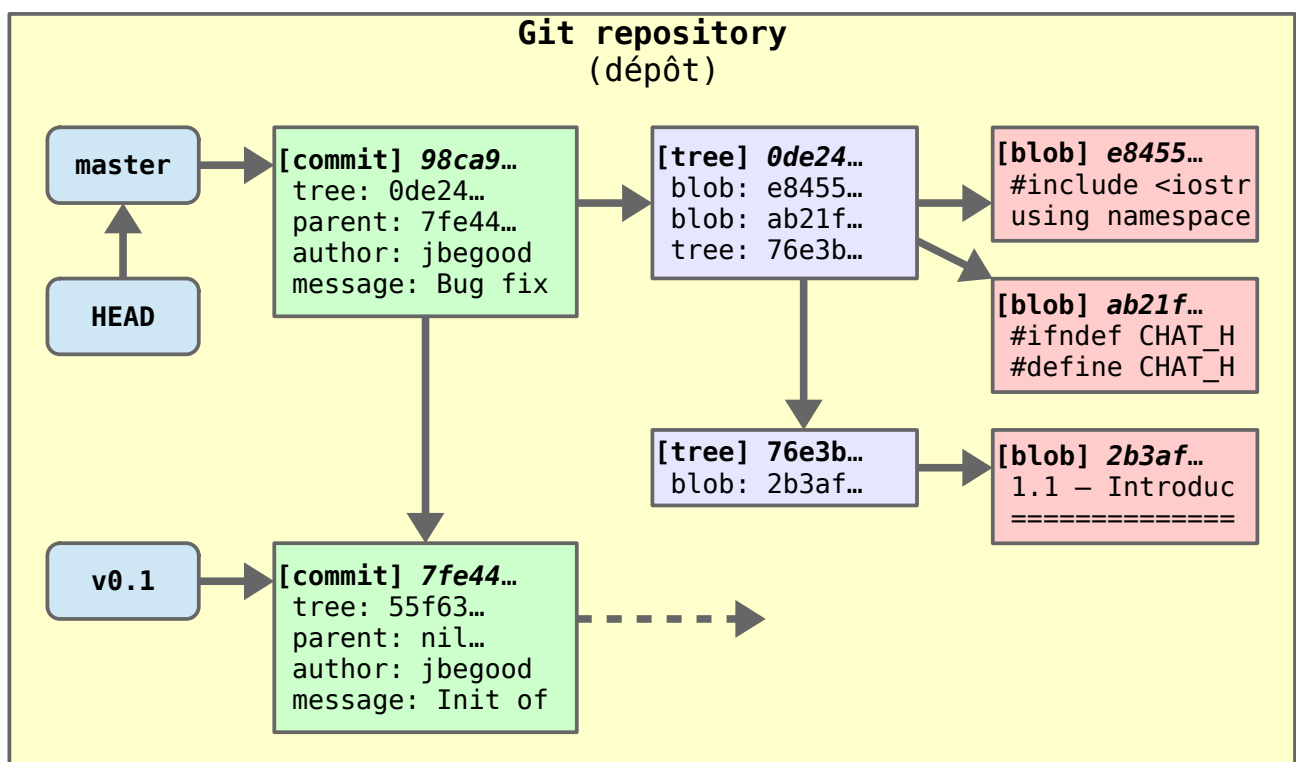 Git repository
(dépôt)
master
HEAD
v0.1
[commit] 98ca9…
tree: 0de24…
parent: 7fe44…
author: jbegood
message: Bug fix
[commit] 7fe44…
tree: 55f63…
parent: nil…
author: jbegood
message: Init of
[tree] 0de24…
blob: e8455…
blob: ab21f…
tree: 76e3b…
[tree] 76e3b…
blob: 2b3af…
[blob] e8455…
#include <iostr
using namespace
[blob] ab21f…
#ifndef CHAT_H
#define CHAT_H
[blob] 2b3af…
1.1 – Introduc
==============